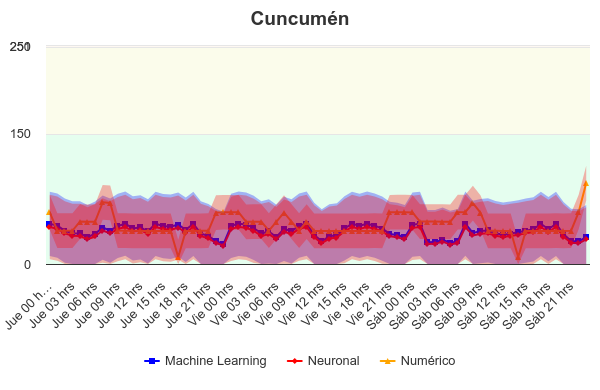 Cuncumén
250
150
0
Jue 00 h...
Jue 03 hrs
Jue 06 hrs
Jue 09 hrs
Jue 12 hrs
Jue 15 hrs
Jue 18 hrs
Jue 21 hrs
Vie 00 hrs
Vie 03 hrs
Vie 06 hrs
Vie 09 hrs
Vie 12 hrs
Vie 15 hrs
Vie 18 hrs
Vie 21 hrs
Sáb 00 hrs
Sáb 03 hrs
Sáb 06 hrs
Sáb 09 hrs
Sáb 12 hrs
Sáb 15 hrs
Sáb 18 hrs
Sáb 21 hrs
Machine Learning Neuronal Numérico